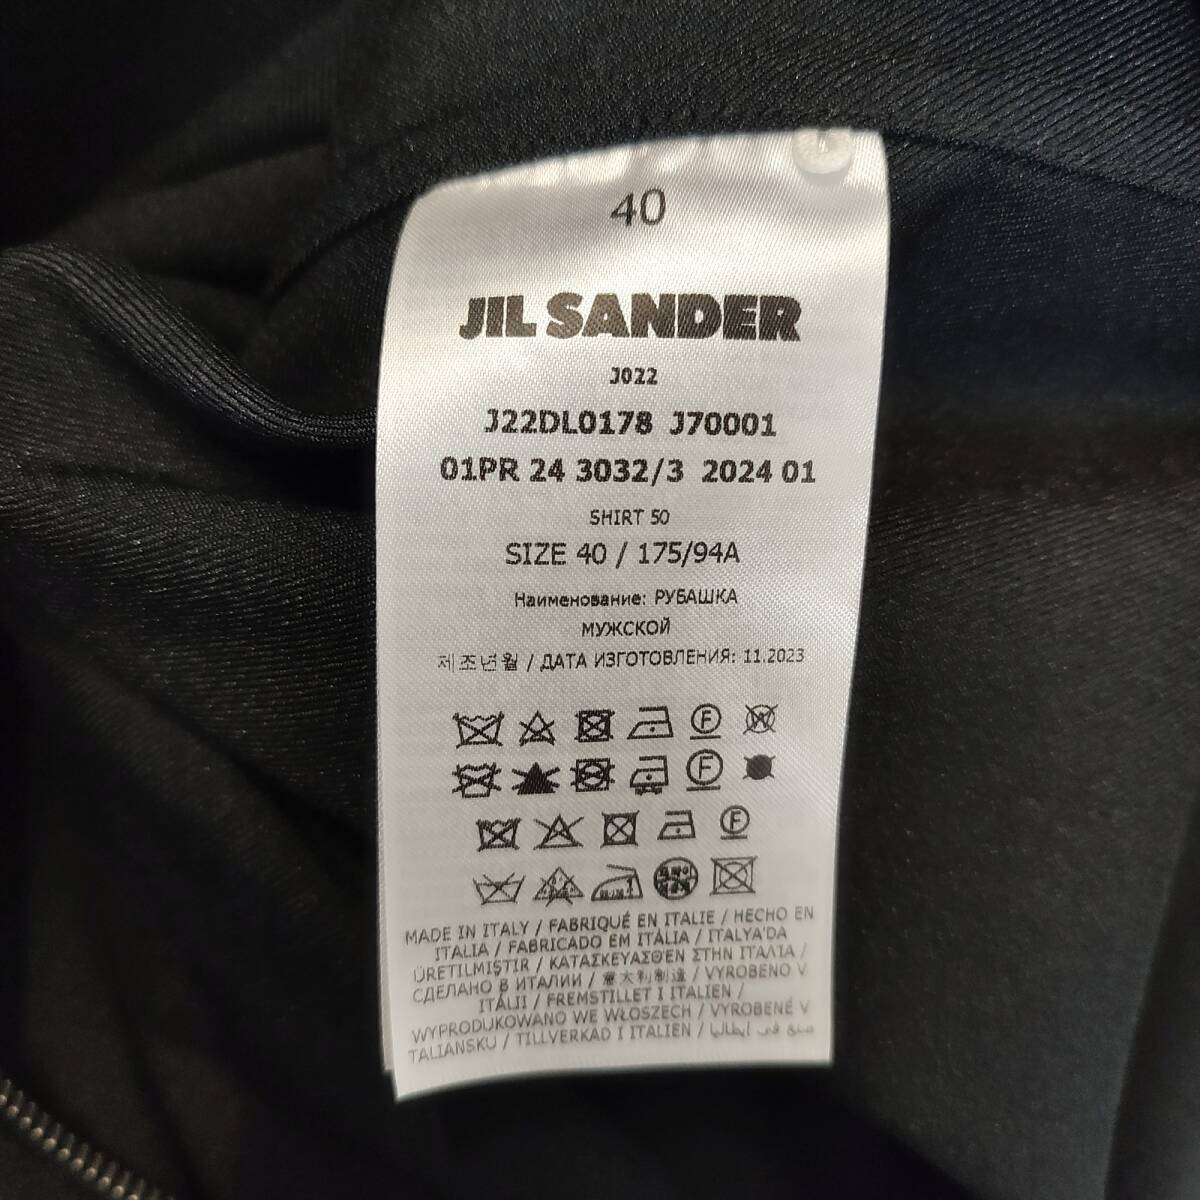 40
JIL SANDER
J022
J22DL0178 J70001
01PR 24 3032/3 2024 01
SHIRT 50
SIZE 40 / 175/94A
Наименование: РУБАШКА
МУЖСКОЙ
제조년월 / ДАТА ИЗГОТОВЛЕНИЯ: 11.2023
F W
F
F
MADE IN ITALY / FABRIQUÉ EN ITALIE / HECHO EN
ITALIA / FABRICADO EM ITÁLIA / ITALYA'DA
ÜRETILMIŞTIR / ΚΑΤΑΣΚΕΥΑΣΘΕΝ ΣΤΗΝ ΙΤΑΛΊΑ /
СДЕЛАНО В ИТАЛИИ / 意大利制造 / VYROBENO V
ITÁLII / FREMSTILLET I ITALIEN /
WYPRODUKOWANO WE WŁOSZECH / VYROBENÉ V
TALIANSKU / TILLVERKAD I ITALIEN / صنع في إيطاليا